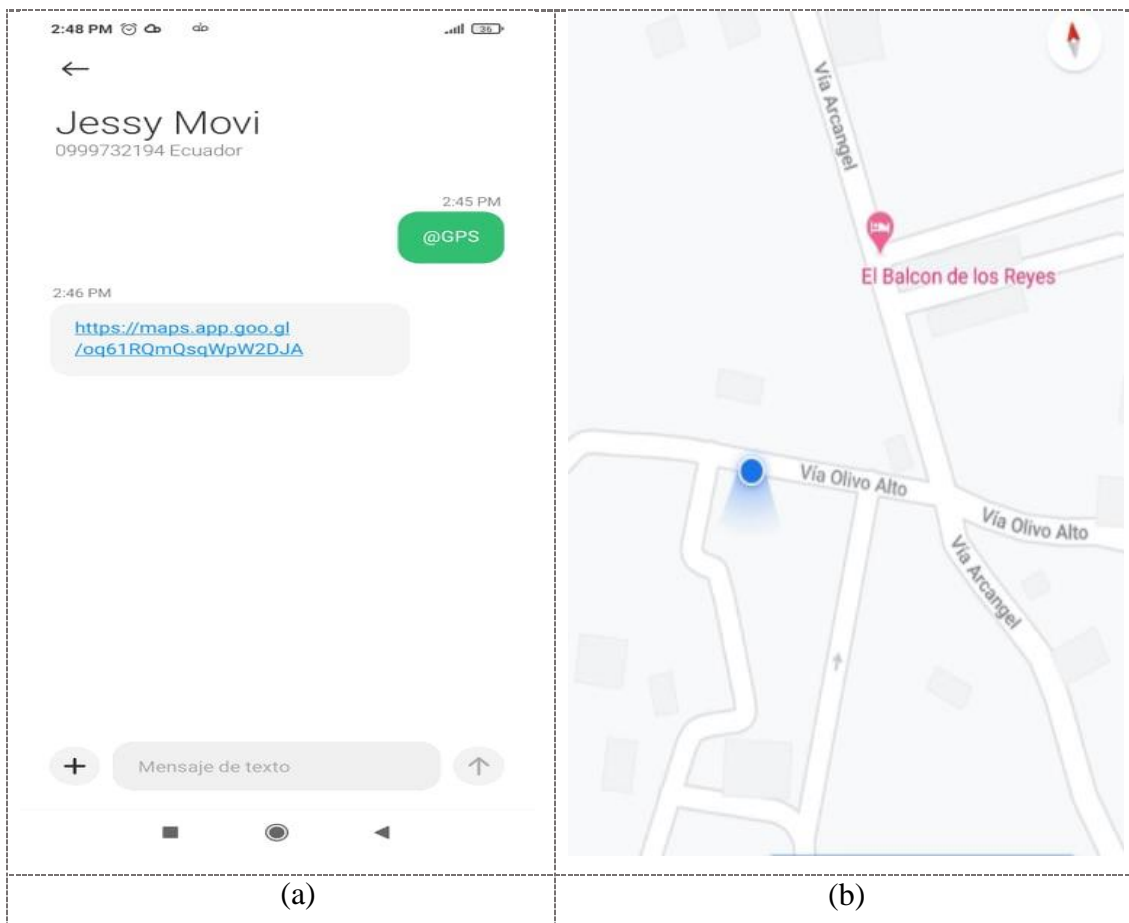 2:48 PM
36
Jessy Movi
0999732194 Ecuador
2:45 PM
@GPS
2:46 PM
https://maps.app.goo.gl
/oq61RQmQsqWpW2DJA
Mensaje de texto
(a)
Vía Arcangel
El Balcon de los Reyes
Vía Olivo Alto
Vía Olivo Alto
Vía Arcangel
(b)